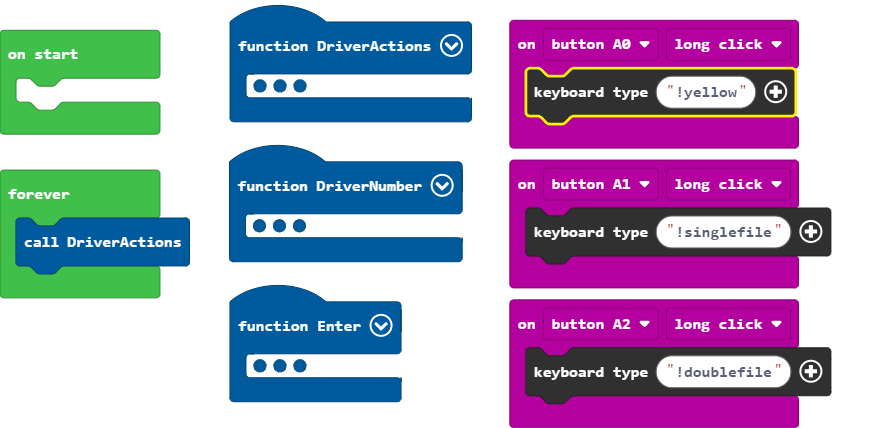 on start
forever
call DriverActions
function DriverActions
function DriverNumber
function Enter
on button A0 long click
keyboard type "!yellow"
on button A1 long click
keyboard type "!singlefile"
on button A2 long click
keyboard type "!doublefile"